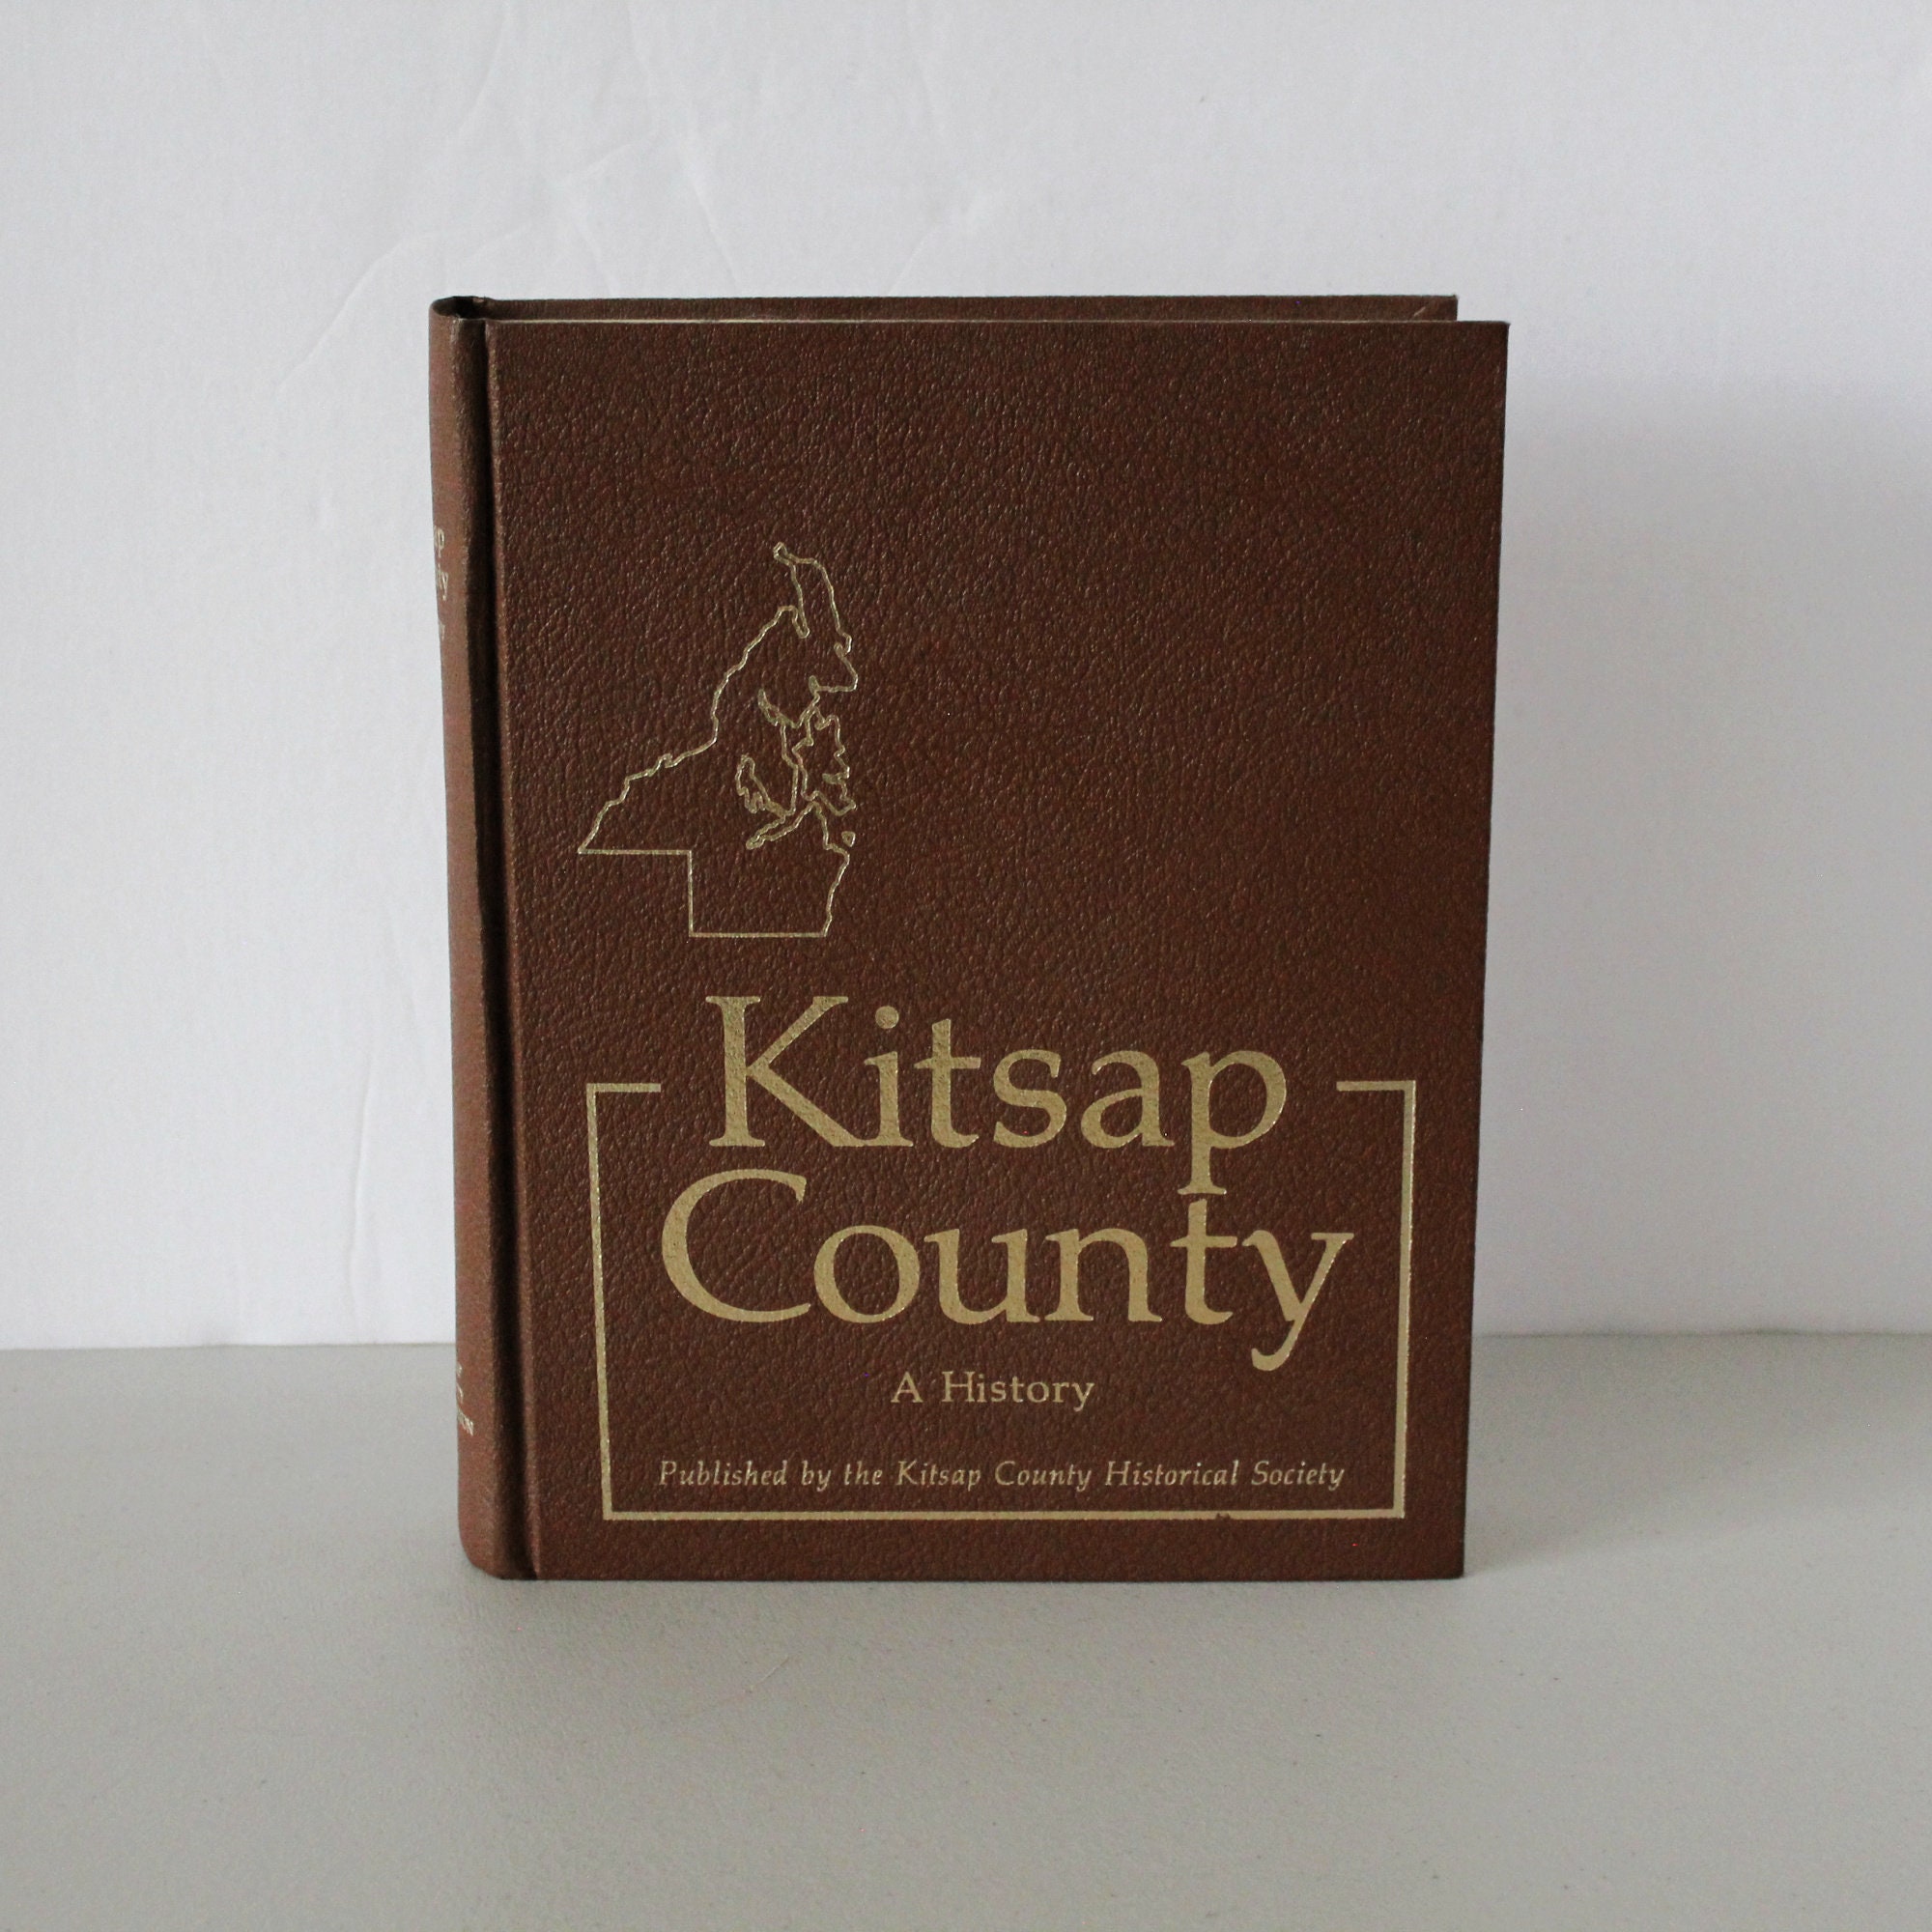 Kitsap
County
A History
Published by the Kitsap County Historical Society